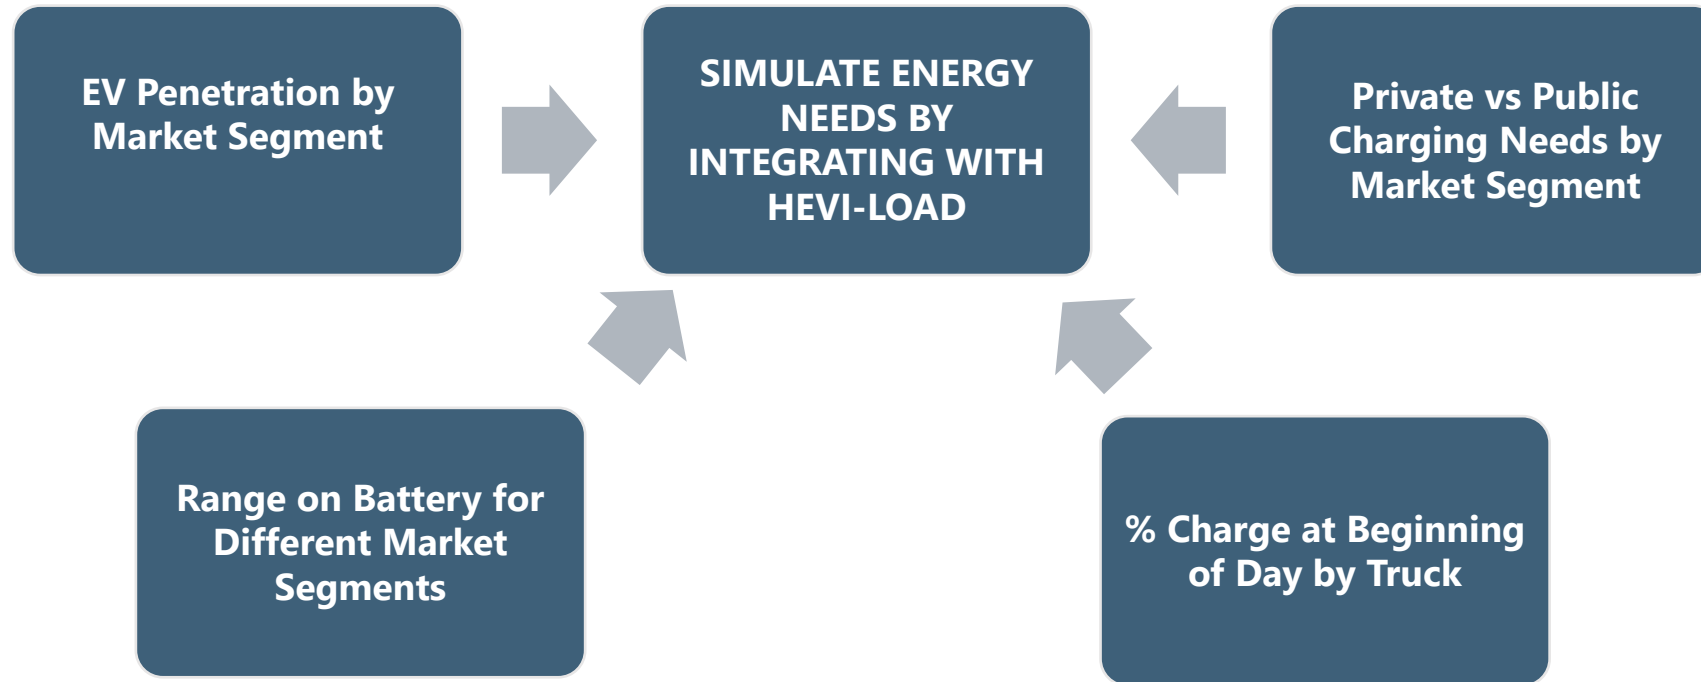 EV Penetration by
Market Segment
SIMULATE ENERGY
NEEDS BY
INTEGRATING WITH
HEVI-LOAD
Private vs Public
Charging Needs by
Market Segment
Range on Battery for
Different Market
Segments
% Charge at Beginning
of Day by Truck